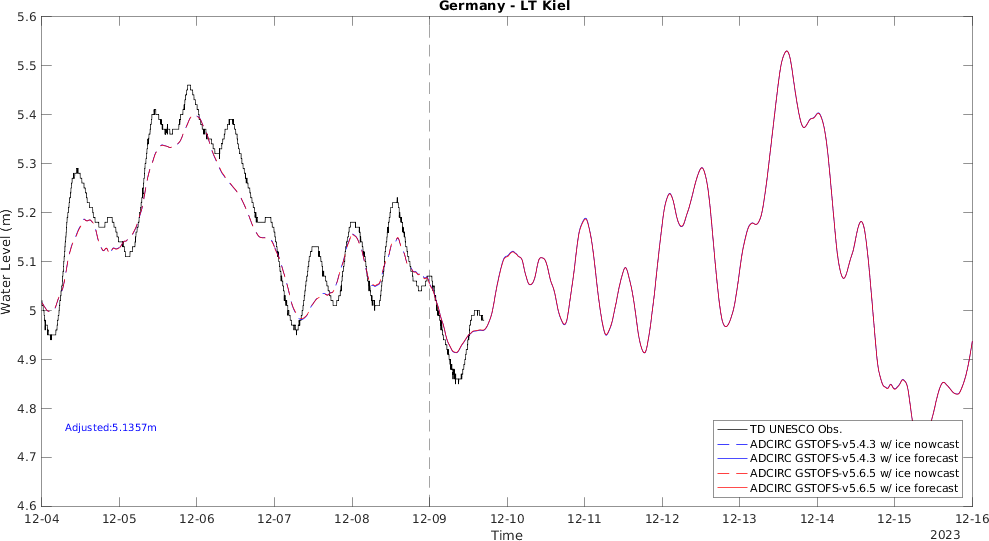 Germany - LT Kiel
5.6
5.5
5.4
5.3
5.2
5.1
5
4.9
4.8
4.7
4.6
Water Level (m)
Adjusted:5.1357m
TD UNESCO Obs.
ADCIRC GSTOFS-v5.4.3 w/ ice nowcast
ADCIRC GSTOFS-v5.4.3 w/ ice forecast
ADCIRC GSTOFS-v5.6.5 w/ ice nowcast
ADCIRC GSTOFS-v5.6.5 w/ ice forecast
12-04 12-05 12-06 12-07 12-08 12-09 12-10 12-11 12-12 12-13 12-14 12-15 12-16
Time
2023